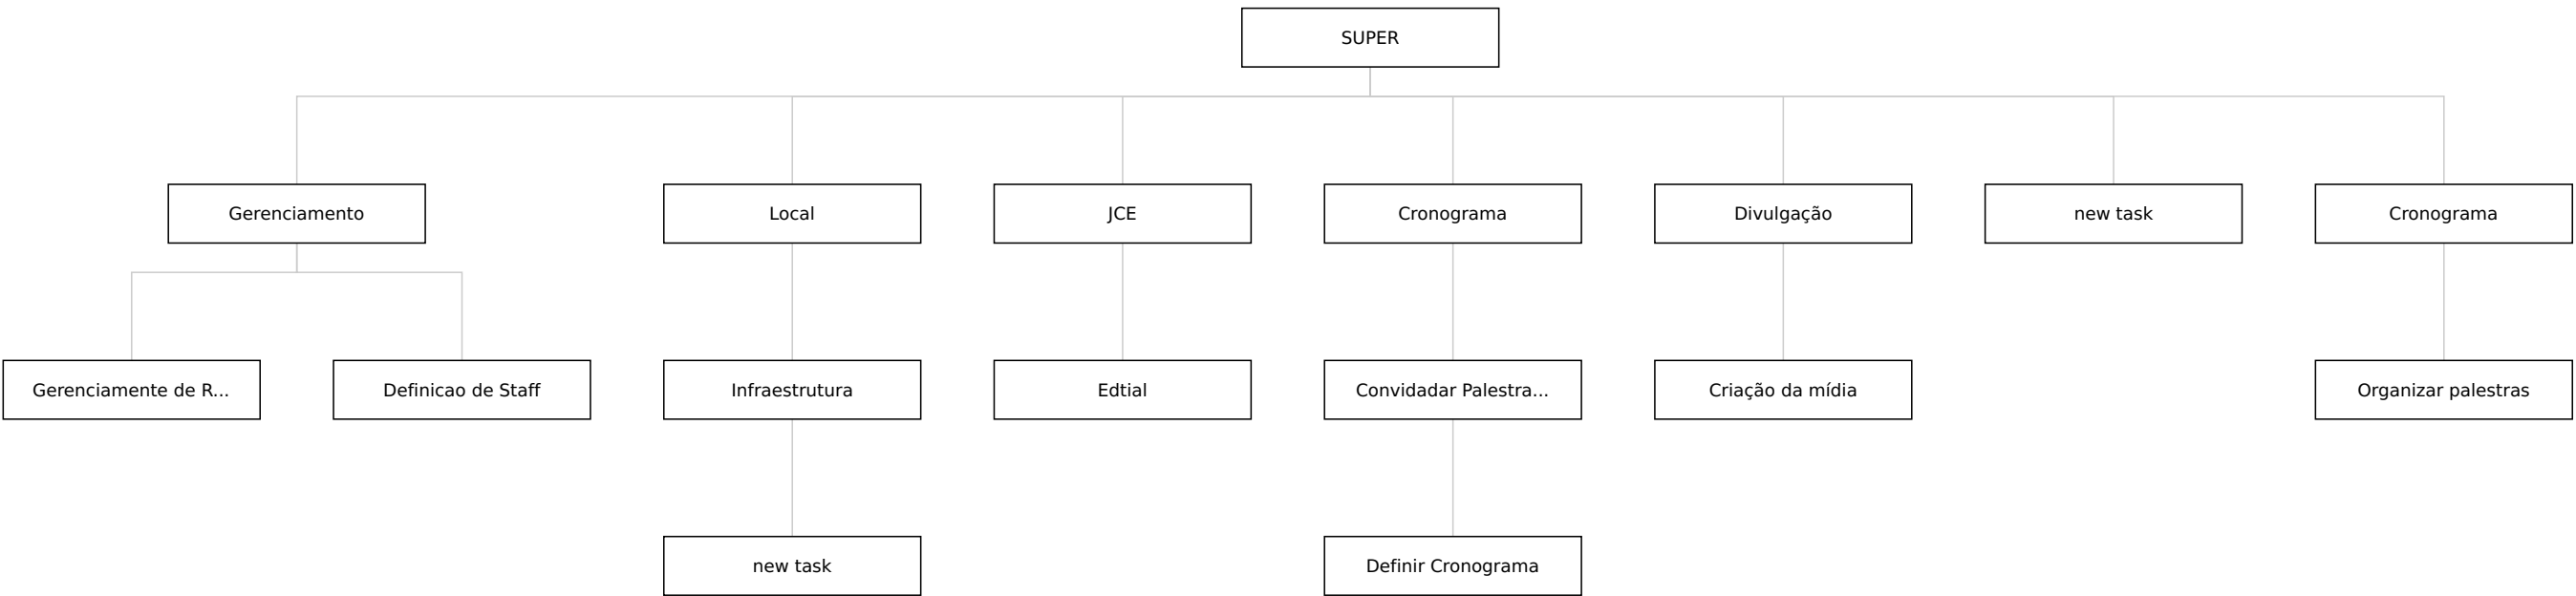 SUPER
Gerenciamento
Local
JCE
Cronograma
Divulgação
new task
Cronograma
Gerenciamente de R...
Definicao de Staff
Infraestrutura
Edtial
Convidadar Palestra...
Criação da mídia
Organizar palestras
new task
Definir Cronograma